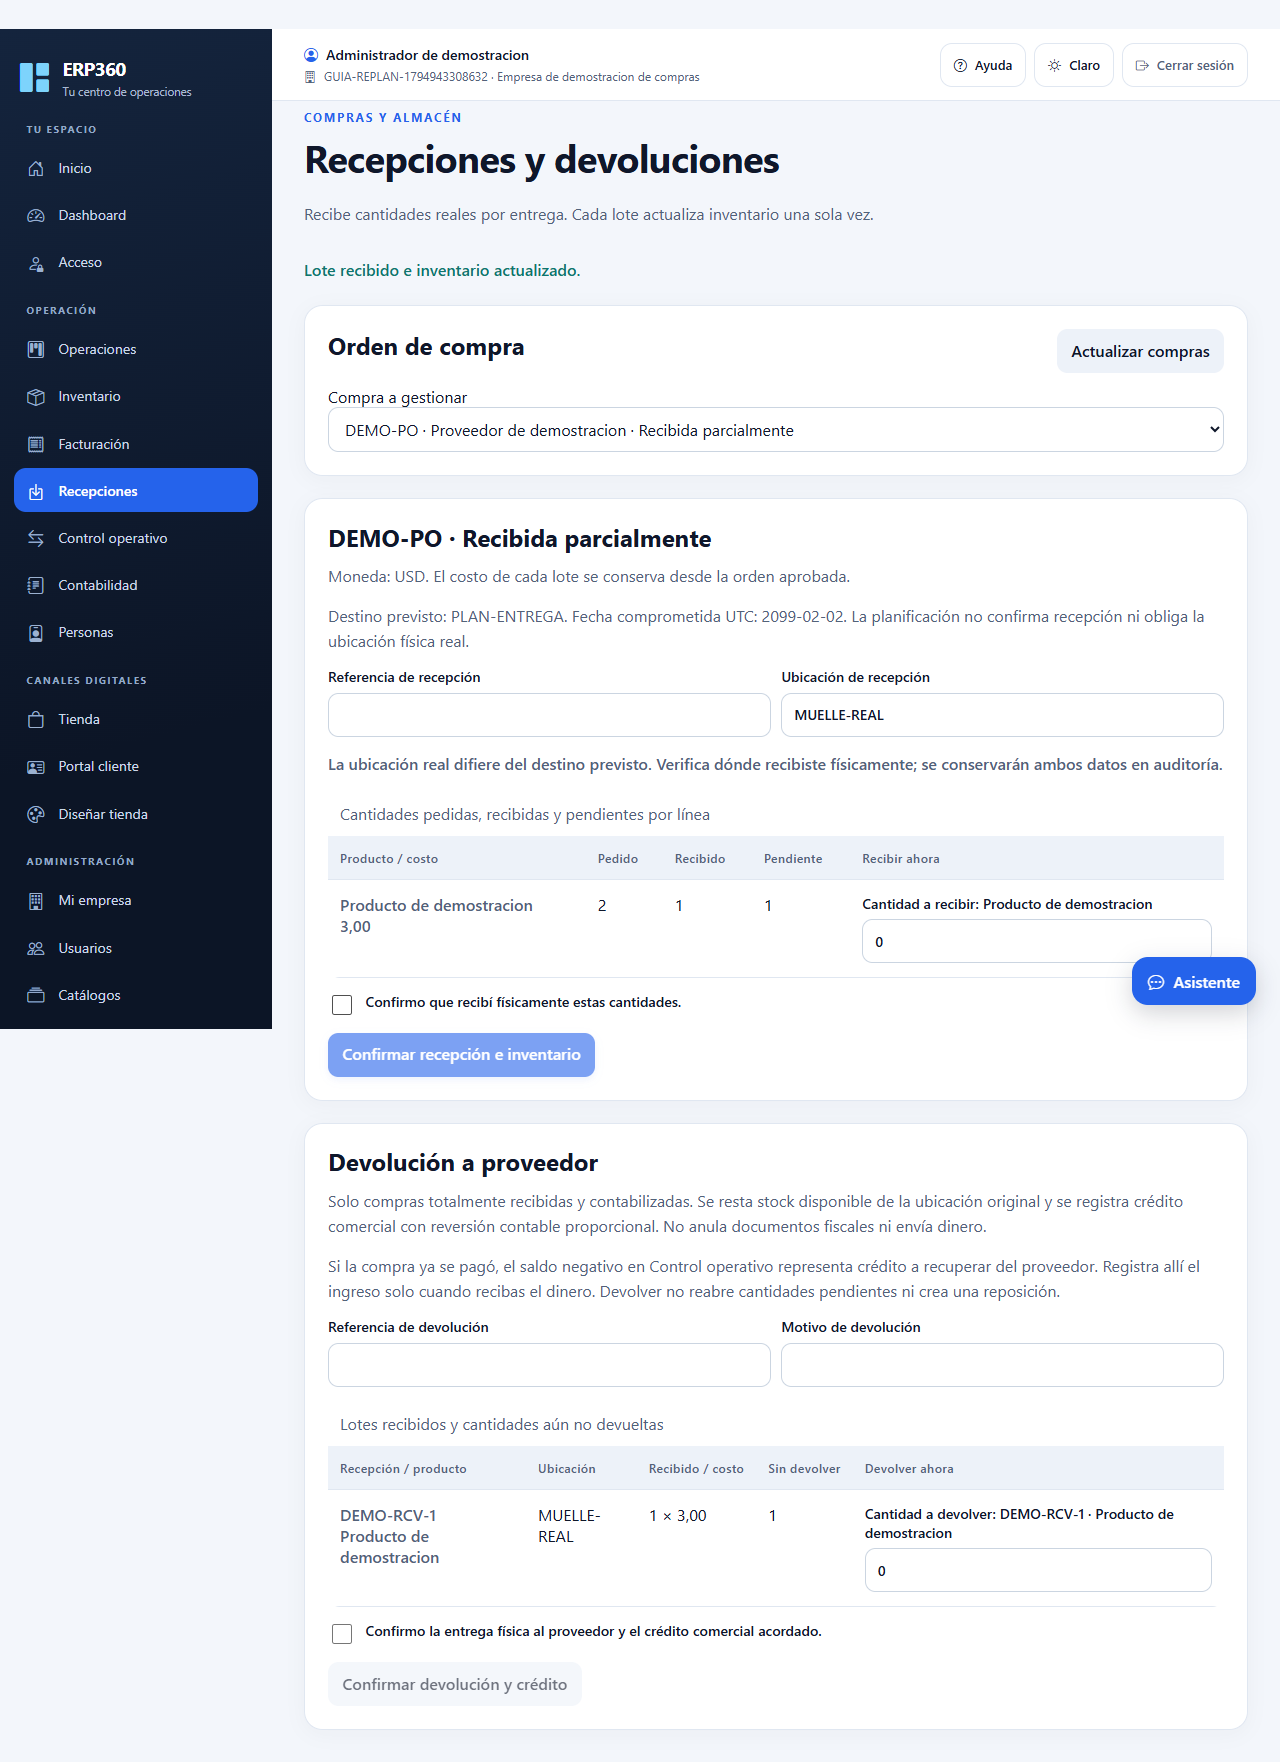 ERP360
Tu centro de operaciones
TU ESPACIO
Inicio
Dashboard
Acceso
OPERACIÓN
Operaciones
Inventario
Facturación
Recepciones
Control operativo
Contabilidad
Personas
CANALES DIGITALES
Tienda
Portal cliente
Diseñar tienda
ADMINISTRACIÓN
Mi empresa
Usuarios
Catálogos
Administrador de demostracion
GUIA-REPLAN-1794943308632 · Empresa de demostracion de compras
Ayuda
Claro
Cerrar sesión
COMPRAS Y ALMACÉN
Recepciones y devoluciones
Recibe cantidades reales por entrega. Cada lote actualiza inventario una sola vez.
Lote recibido e inventario actualizado.
Orden de compra
Actualizar compras
Compra a gestionar
DEMO-PO · Proveedor de demostracion · Recibida parcialmente
DEMO-PO · Recibida parcialmente
Moneda: USD. El costo de cada lote se conserva desde la orden aprobada.
Destino previsto: PLAN-ENTREGA. Fecha comprometida UTC: 2099-02-02. La planificación no confirma recepción ni obliga la
ubicación física real.
Referencia de recepción
Ubicación de recepción
MUELLE-REAL
La ubicación real difiere del destino previsto. Verifica dónde recibiste físicamente; se conservarán ambos datos en auditoría.
Cantidades pedidas, recibidas y pendientes por línea
Producto / costo Pedido Recibido Pendiente Recibir ahora
Producto de demostracion 2 1 1 Cantidad a recibir: Producto de demostracion
3,00
0
Asistente
Confirmo que recibí físicamente estas cantidades.
Confirmar recepción e inventario
Devolución a proveedor
Solo compras totalmente recibidas y contabilizadas. Se resta stock disponible de la ubicación original y se registra crédito
comercial con reversión contable proporcional. No anula documentos fiscales ni envía dinero.
Si la compra ya se pagó, el saldo negativo en Control operativo representa crédito a recuperar del proveedor. Registra allí el
ingreso solo cuando recibas el dinero. Devolver no reabre cantidades pendientes ni crea una reposición.
Referencia de devolución
Motivo de devolución
Lotes recibidos y cantidades aún no devueltas
Recepción / producto Ubicación Recibido / costo Sin devolver Devolver ahora
DEMO-RCV-1 MUELLE- 1 × 3,00 1 Cantidad a devolver: DEMO-RCV-1 · Producto de
Producto de REAL demostracion
demostracion
0
Confirmo la entrega física al proveedor y el crédito comercial acordado.
Confirmar devolución y crédito